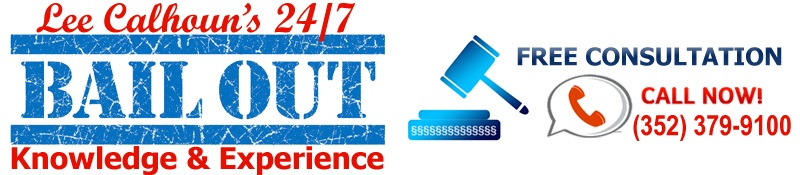 Lee Calhoun's 24/7
BAIL OUT
Knowledge & Experience
§§§§§§§§§§§§§§
FREE CONSULTATION
CALL NOW!
(352) 379-9100